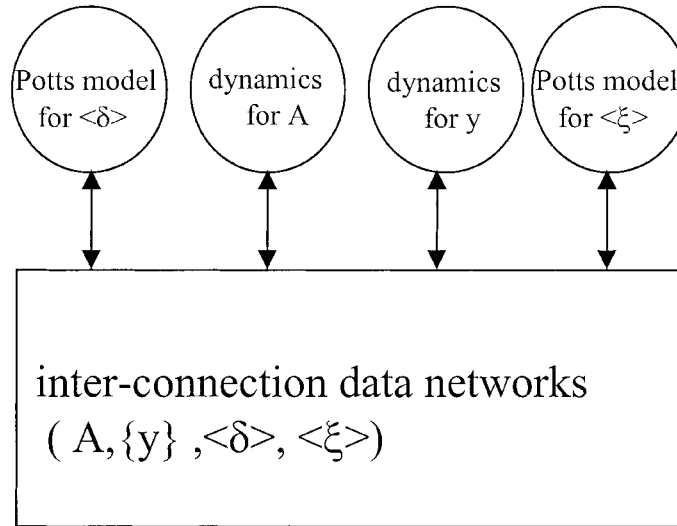 Potts model
for <δ>
dynamics
for A
dynamics
for y
Potts model
for <ξ>
inter-connection data networks
( A,{y} ,<δ>, <ξ>)